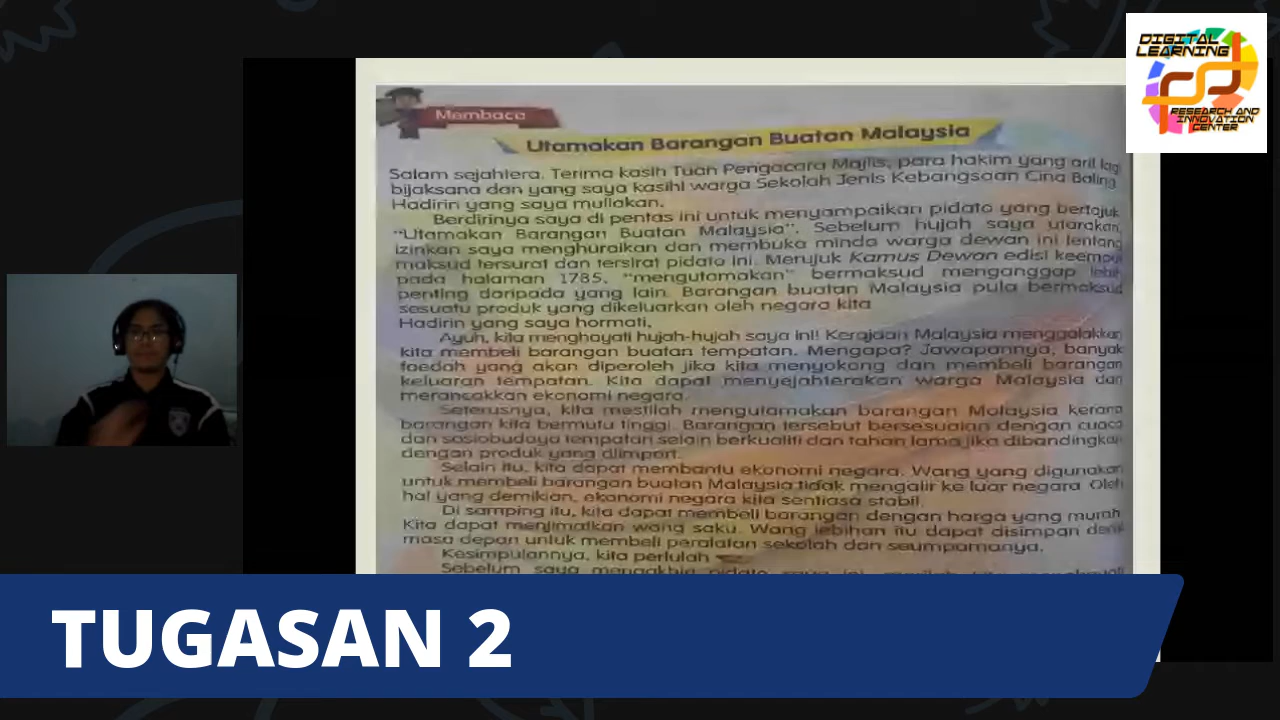 DIGITAL
LEARNING
RESEARCH AND
INNOVATION
CENTER
Membaca
Utamakan Barangan Buatan Malaysia
Salam sejahtera. Terima kasih Tuan Pengacara Majlis, para hakim yang arif lagi
bijaksana dan yang saya kasihi warga Sekolah Jenis Kebangsaan Cina Baling.
Hadirin yang saya muliakan.
Berdirinya saya di pentas ini untuk menyampaikan pidato yang bertajuk
"Utamakan Barangan Buatan Malaysia". Sebelum hujah saya utarakan,
izinkan saya menghuraikan dan membuka minda warga dewan ini tentang
maksud tersurat dan tersirat pidato ini. Merujuk Kamus Dewan edisi keempat
pada halaman 1785, "mengutamakan" bermaksud menganggap lebih
penting daripada yang lain. Barangan buatan Malaysia pula bermaksud
sesuatu produk yang dikeluarkan oleh negara kita
Hadirin yang saya hormati,
Ayuh, kita menghayati hujah-hujah saya ini! Kerajaan Malaysia menggalakkan
kita membeli barangan buatan tempatan. Mengapa? Jawapannya, banyak
faedah yang akan diperoleh jika kita menyokong dan membeli barangan
keluaran tempatan. Kita dapat menyejahterakan warga Malaysia dan
merancakkan ekonomi negara.
Seterusnya, kita mestilah mengutamakan barangan Malaysia kerana
barangan kita bermutu tinggi. Barangan tersebut bersesuaian dengan cuaca
dan sosiobudaya tempatan selain berkualiti dan tahan lama jika dibandingkan
dengan produk yang diimport.
Selain itu, kita dapat membantu ekonomi negara. Wang yang digunakan
untuk membeli barangan buatan Malaysia tidak mengalir ke luar negara. Oleh
hal yang demikian, ekonomi negara kita sentiasa stabil.
Di samping itu, kita dapat membeli barangan dengan harga yang murah.
Kita dapat menjimatkan wang saku. Wang lebihan itu dapat disimpan demi
masa depan untuk membeli peralatan sekolah dan seumpamanya.
Kesimpulannya, kita perlulah
Sebelum saya mengakhiri pidato saya ini,
TUGASAN 2